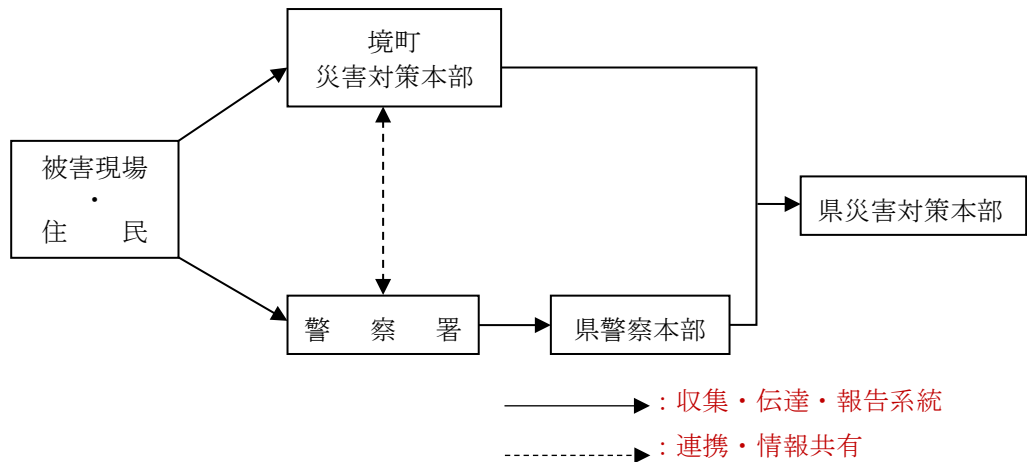 境町
災害対策本部
被害現場
・
住　　民
県災害対策本部
警　察　署
県警察本部
：収集・伝達・報告系統
：連携・情報共有